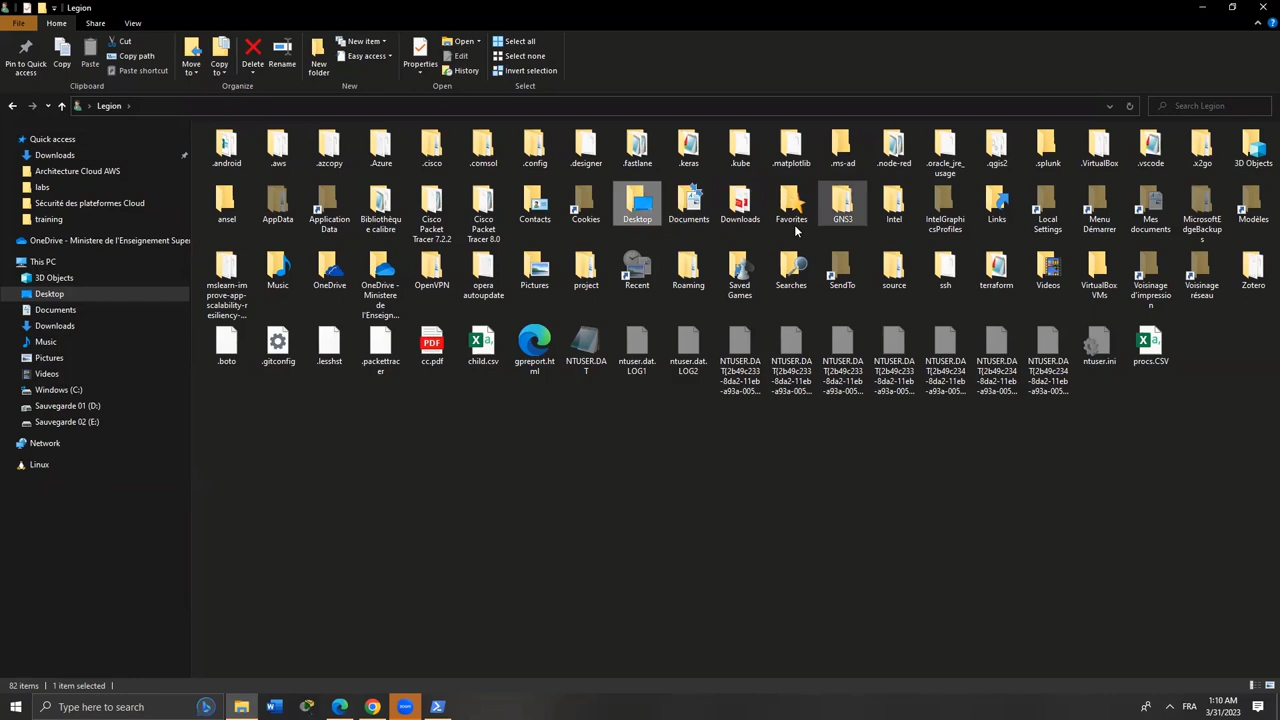 Legion
File Home Share View
Pin to Quick access
Copy
Paste
Cut
Copy path
Paste shortcut
Clipboard
Move to
Copy to
Delete
Rename
Organize
New folder
New item
Easy access
New
Properties
Open
Edit
History
Open
Select all
Select none
Invert selection
Select
Legion
Search Legion
Quick access
Downloads
Architecture Cloud AWS
labs
Sécurité des plateformes Cloud
training
OneDrive - Ministere de l'Enseignement Super
This PC
3D Objects
Desktop
Documents
Downloads
Music
Pictures
Videos
Windows (C:)
Sauvegarde 01 (D:)
Sauvegarde 02 (E:)
Network
Linux
.android .aws .azcopy .Azure .cisco .comsol .config .designer .fastlane .keras .kube .matplotlib .ms-ad .node-red .oracle_jre_usage .qgis2 .splunk .VirtualBox .vscode .x2go 3D Objects
ansel AppData Application Data Bibliothèque calibre Cisco Packet Tracer 7.2.2 Cisco Packet Tracer 8.0 Contacts Cookies Desktop Documents Downloads Favorites GNS3 Intel IntelGraphicsProfiles Links Local Settings Menu Démarrer Mes documents MicrosoftEdgeBackups Modèles
mslearn-improve-app-scalability-resiliency-... Music OneDrive OneDrive - Ministere de l'Enseign... OpenVPN opera autoupdate Pictures project Recent Roaming Saved Games Searches SendTo source ssh terraform Videos VirtualBox VMs Voisinage d'impression Voisinage réseau Zotero
.boto .gitconfig .lesshst .packettracer cc.pdf child.csv gpreport.html NTUSER.DAT ntuser.dat.LOG1 ntuser.dat.LOG2 NTUSER.DAT{2b49c233-8da2-11eb-a93a-005... NTUSER.DAT{2b49c233-8da2-11eb-a93a-005... NTUSER.DAT{2b49c233-8da2-11eb-a93a-005... NTUSER.DAT{2b49c233-8da2-11eb-a93a-005... NTUSER.DAT{2b49c234-8da2-11eb-a93a-005... NTUSER.DAT{2b49c234-8da2-11eb-a93a-005... NTUSER.DAT{2b49c234-8da2-11eb-a93a-005... ntuser.ini procs.CSV
82 items 1 item selected
Type here to search
FRA
1:10 AM
3/31/2023